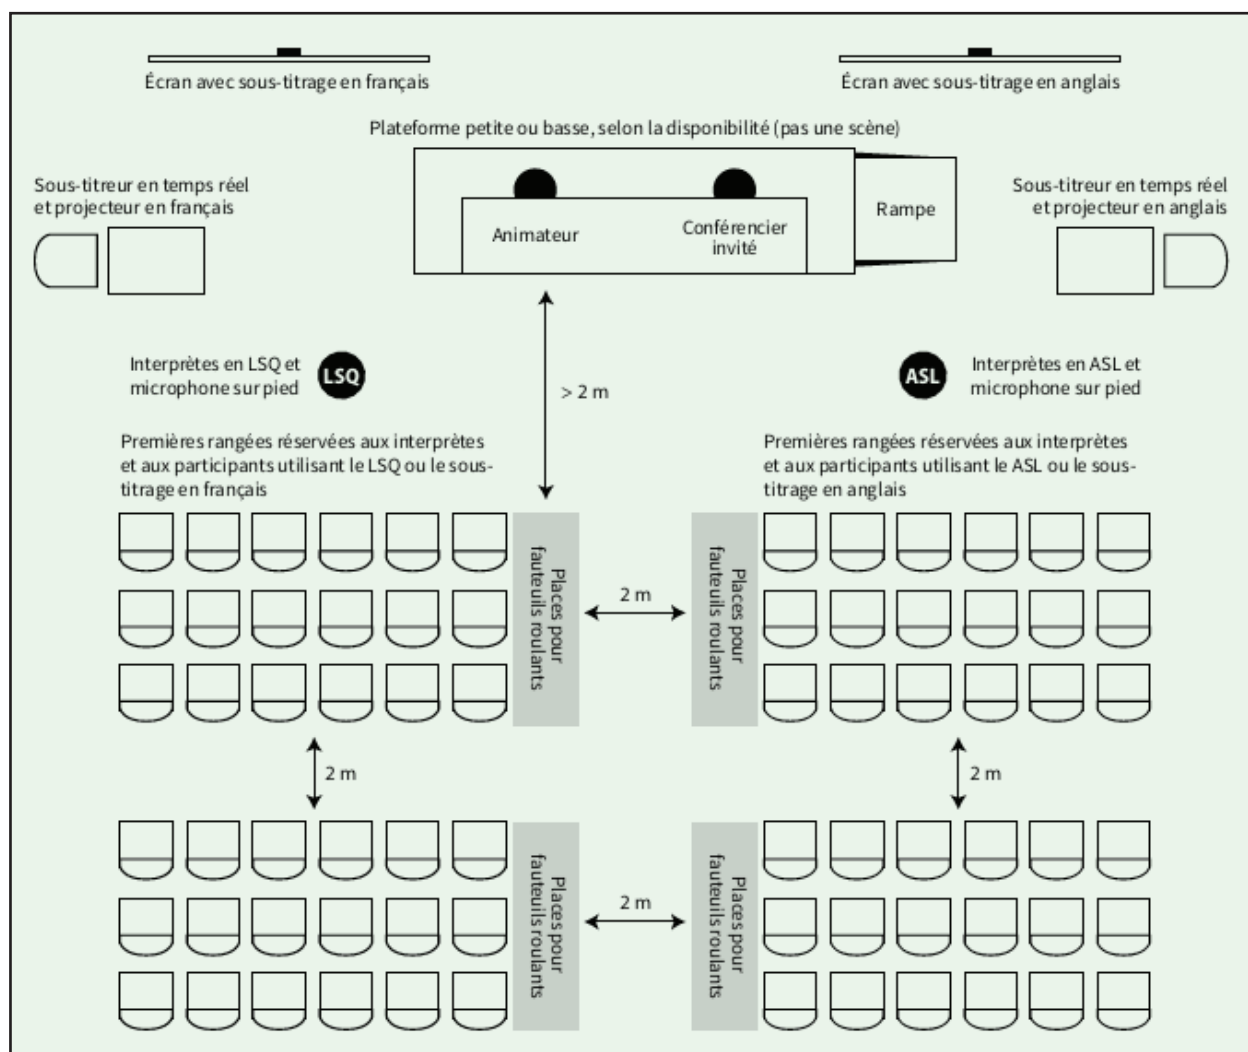 Écran avec sous-titrage en français
Écran avec sous-titrage en anglais
Plateforme petite ou basse, selon la disponibilité (pas une scène)
Sous-titreur en temps réel
et projecteur en français
Animateur
Conférencier
invité
Rampe
Sous-titreur en temps réel
et projecteur en anglais
Interprètes en LSQ et
microphone sur pied
LSQ
> 2 m
ASL
Interprètes en ASL et
microphone sur pied
Premières rangées réservées aux interprètes
et aux participants utilisant le LSQ ou le sous-
titrage en français
Premières rangées réservées aux interprètes
et aux participants utilisant le ASL ou le sous-
titrage en anglais
Places pour
fauteuils roulants
2 m
Places pour
fauteuils roulants
2 m
2 m
Places pour
fauteuils roulants
2 m
Places pour
fauteuils roulants